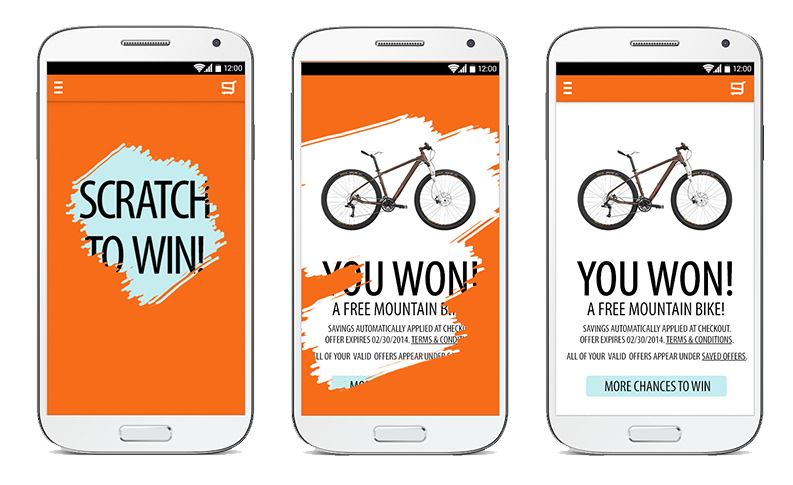 12:00
SCRATCH
TO WIN!
12:00
YOU WON!
A FREE MOUNTAIN B
SAVINGS AUTOMATICALLY APPLIED AT CHECKO
OFFER EXPIRES 02/30/2014. TERMS & CONDIT
ALL OF YOUR VALID OFFERS APPEAR UNDER
MO
12:00
YOU WON!
A FREE MOUNTAIN BIKE!
SAVINGS AUTOMATICALLY APPLIED AT CHECKOUT.
OFFER EXPIRES 02/30/2014. TERMS & CONDITIONS.
ALL OF YOUR VALID OFFERS APPEAR UNDER SAVED OFFERS.
MORE CHANCES TO WIN